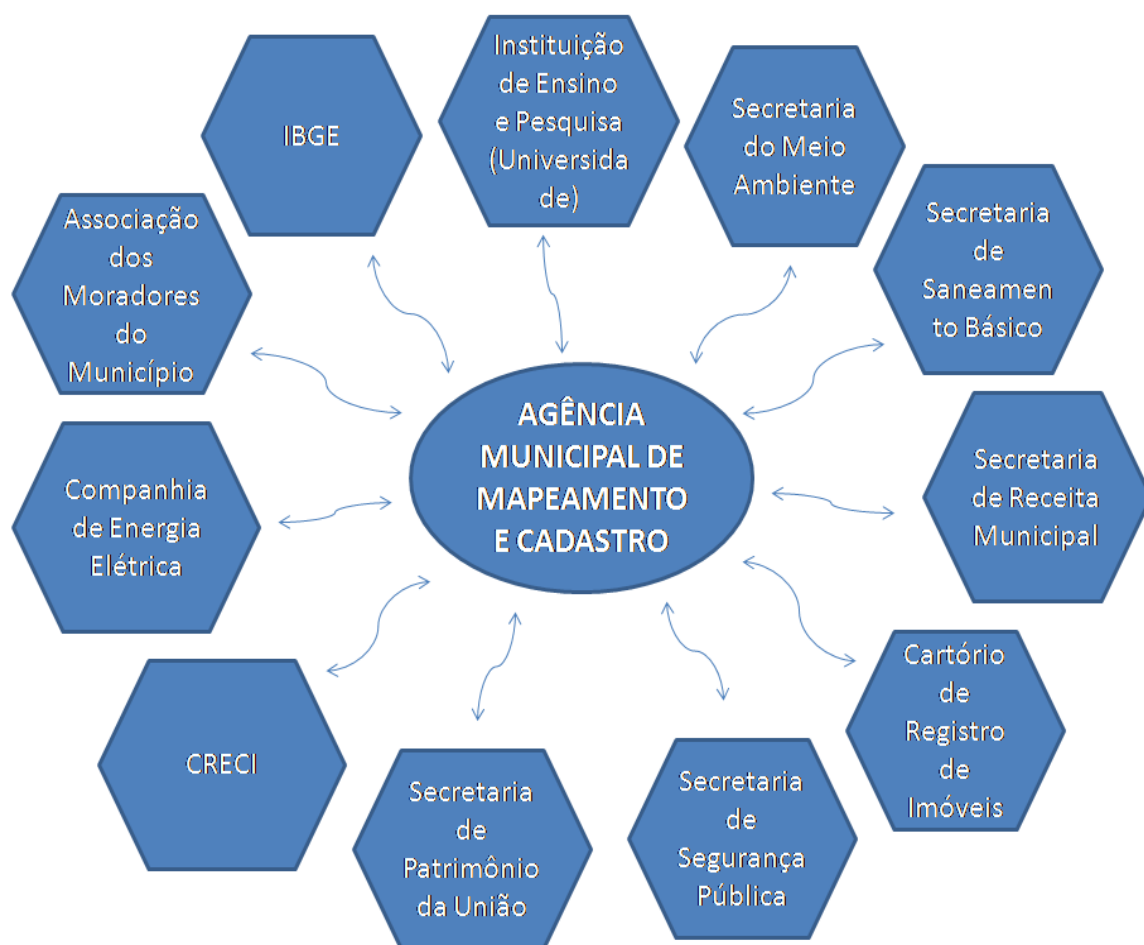 IBGE
Instituição
de Ensino
e Pesquisa
(Universida
de)
Secretaria
do Meio
Ambiente
Secretaria
de
Saneamen
to Básico
Secretaria
de Receita
Municipal
Cartório
de
Registro
de
Imóveis
Secretaria
de
Segurança
Pública
Secretaria
de
Patrimônio
da União
CRECI
Companhia
de Energia
Elétrica
Associação
dos
Moradores
do
Município
AGÊNCIA
MUNICIPAL DE
MAPEAMENTO
E CADASTRO